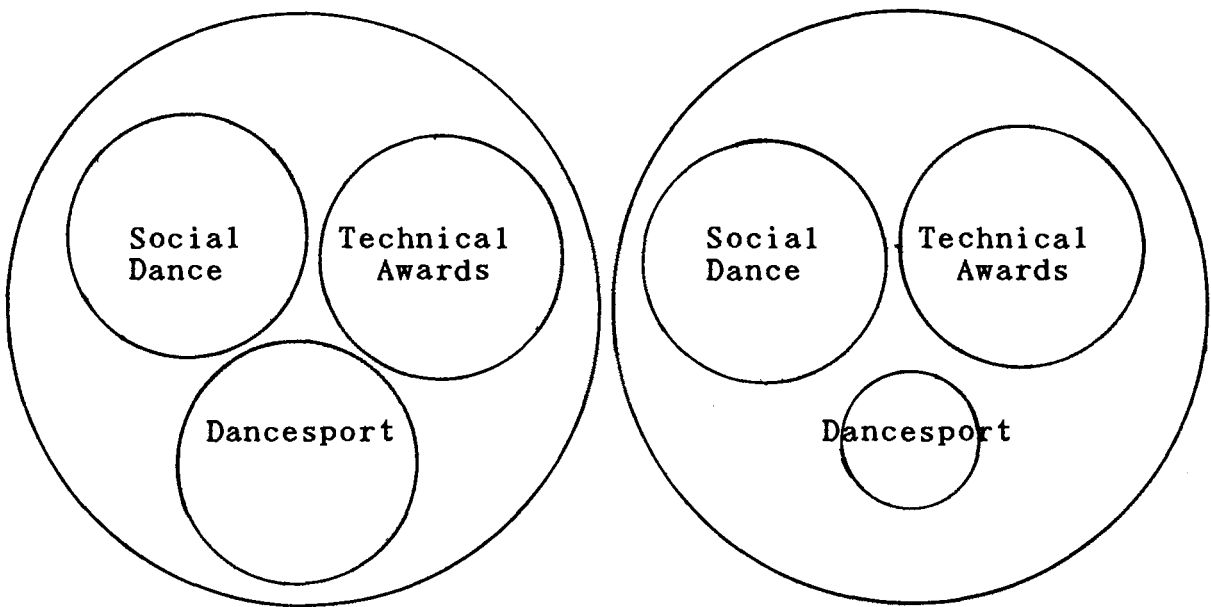 Social
Dance
Technical
Awards
Dancesport
Social
Dance
Technical
Awards
Dancesport